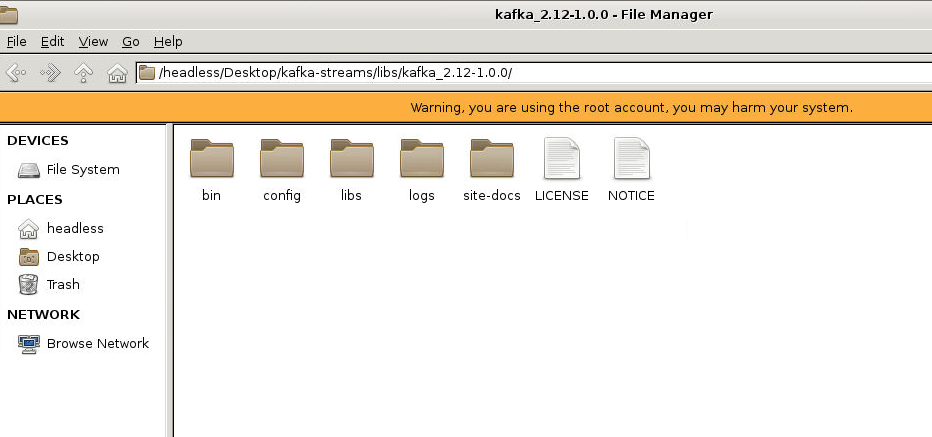 kafka_2.12-1.0.0 - File Manager
File Edit View Go Help
/headless/Desktop/kafka-streams/libs/kafka_2.12-1.0.0/
Warning, you are using the root account, you may harm your system.
DEVICES
File System
PLACES
headless
Desktop
Trash
NETWORK
Browse Network
bin config libs logs site-docs LICENSE NOTICE